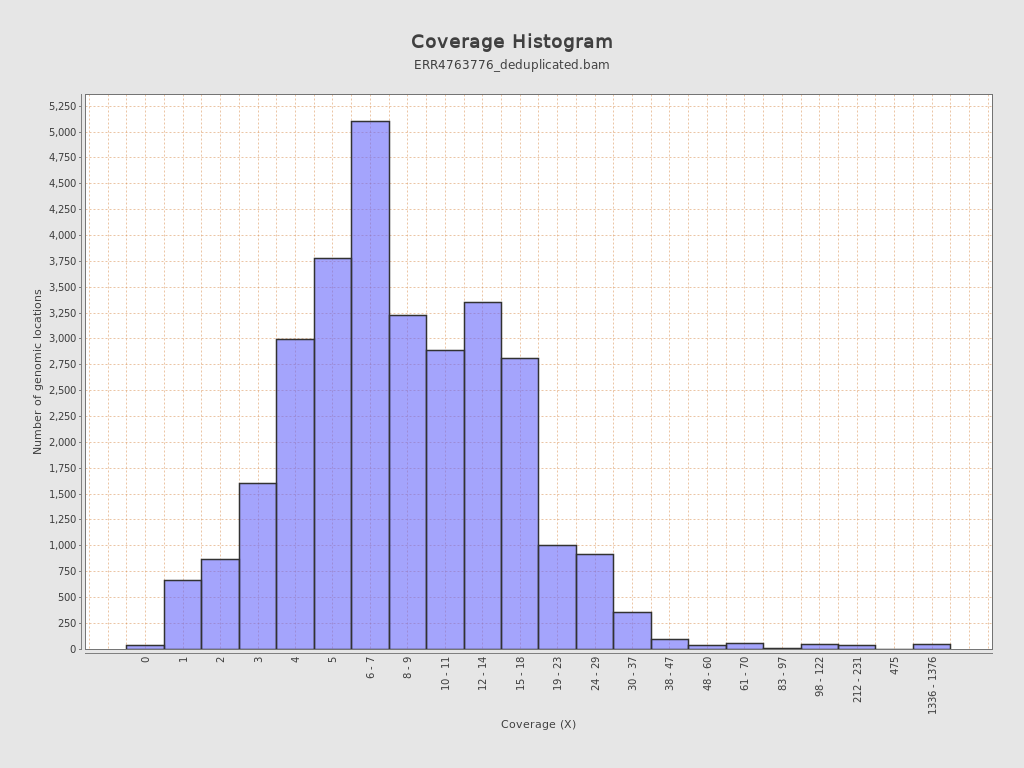 Coverage Histogram
ERR4763776_deduplicated.bam
Number of genomic locations
5,250
5,000
4,750
4,500
4,250
4,000
3,750
3,500
3,250
3,000
2,750
2,500
2,250
2,000
1,750
1,500
1,250
1,000
750
500
250
0
0
1
2
3
4
5
6 - 7
8 - 9
10 - 11
12 - 14
15 - 18
19 - 23
24 - 29
30 - 37
38 - 47
48 - 60
61 - 70
83 - 97
98 - 122
212 - 231
475
1336 - 1376
Coverage (X)